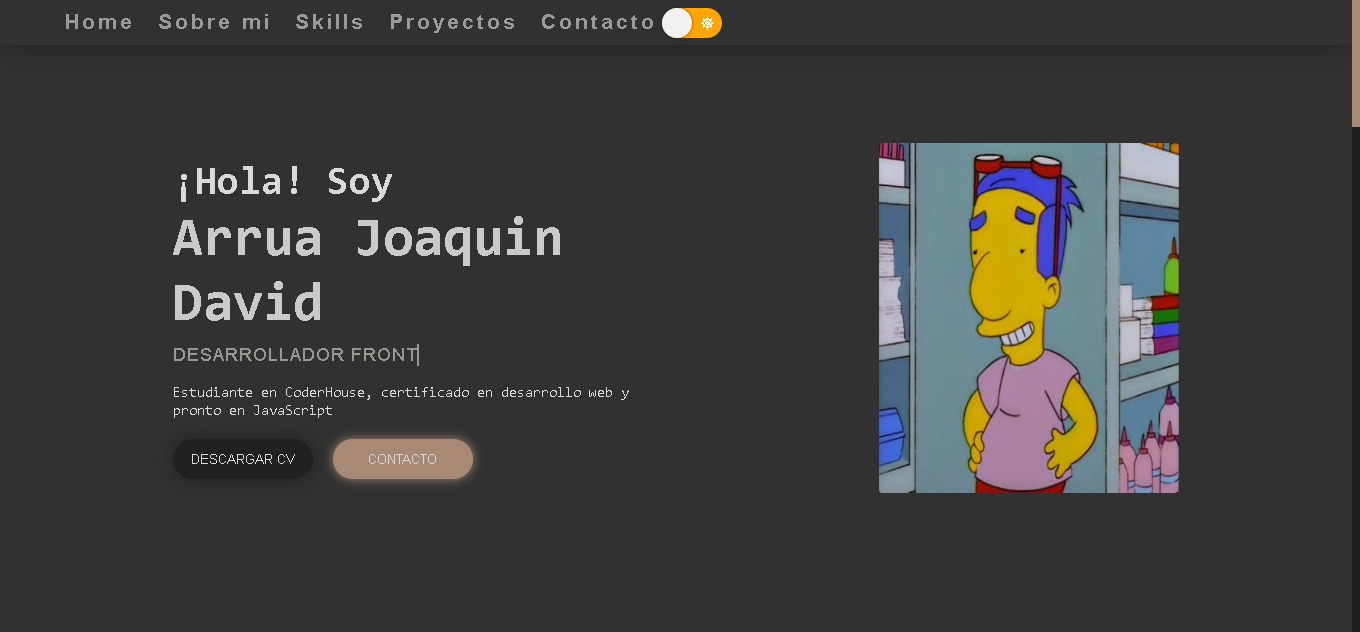 Home Sobre mi Skills Proyectos Contacto
¡Hola! Soy
Arrua Joaquin
David
DESARROLLADOR FRONT
Estudiante en CoderHouse, certificado en desarrollo web y
pronto en JavaScript
DESCARGAR CV CONTACTO